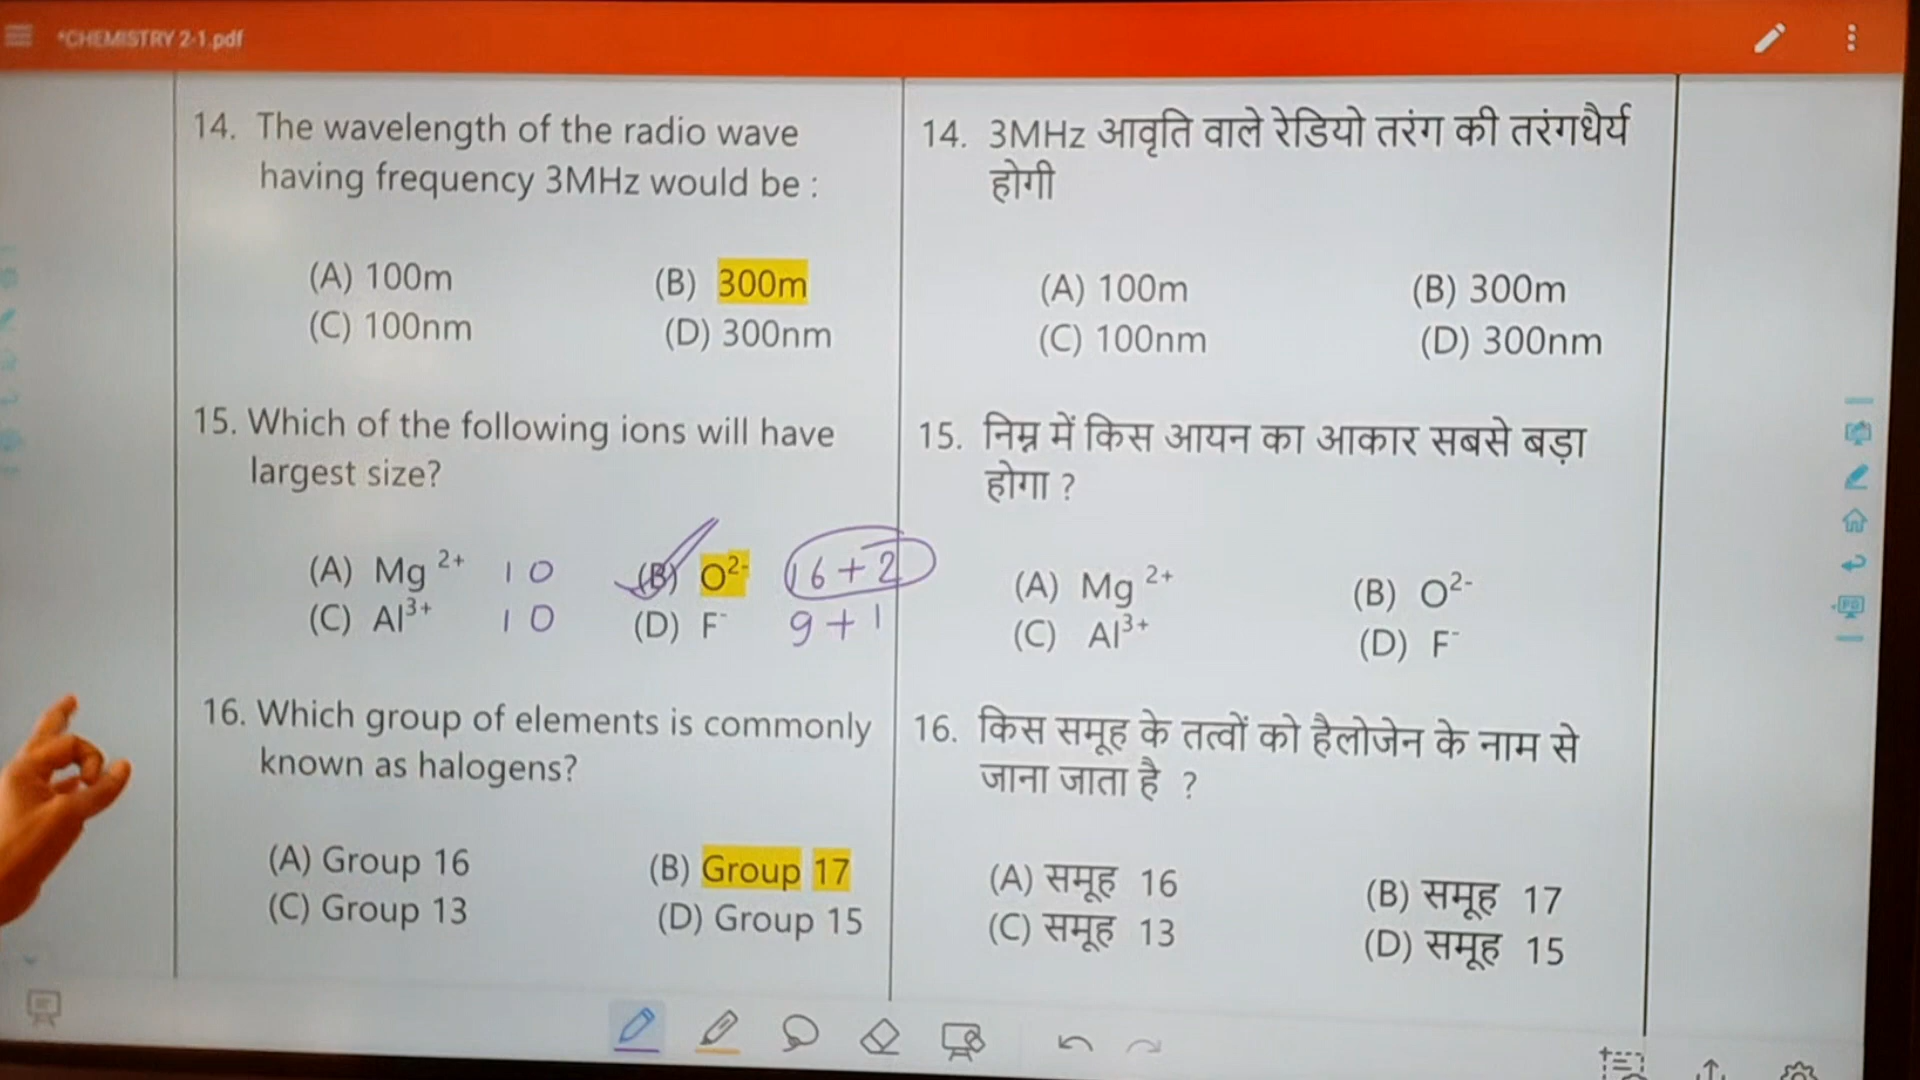 *CHEMISTRY 2-1.pdf
14. The wavelength of the radio wave
having frequency 3MHz would be :
(A) 100m (B) 300m
(C) 100nm (D) 300nm
15. Which of the following ions will have
largest size?
(A) Mg 2+ 10 (B) O2- 16+2
(C) Al3+ 10 (D) F- 9+1
16. Which group of elements is commonly
known as halogens?
(A) Group 16 (B) Group 17
(C) Group 13 (D) Group 15
14. 3MHz आवृति वाले रेडियो तरंग की तरंगधैर्य
होगी
(A) 100m (B) 300m
(C) 100nm (D) 300nm
15. निम्न में किस आयन का आकार सबसे बड़ा
होगा ?
(A) Mg 2+ (B) O2-
(C) Al3+ (D) F-
16. किस समूह के तत्वों को हैलोजेन के नाम से
जाना जाता है ?
(A) समूह 16 (B) समूह 17
(C) समूह 13 (D) समूह 15